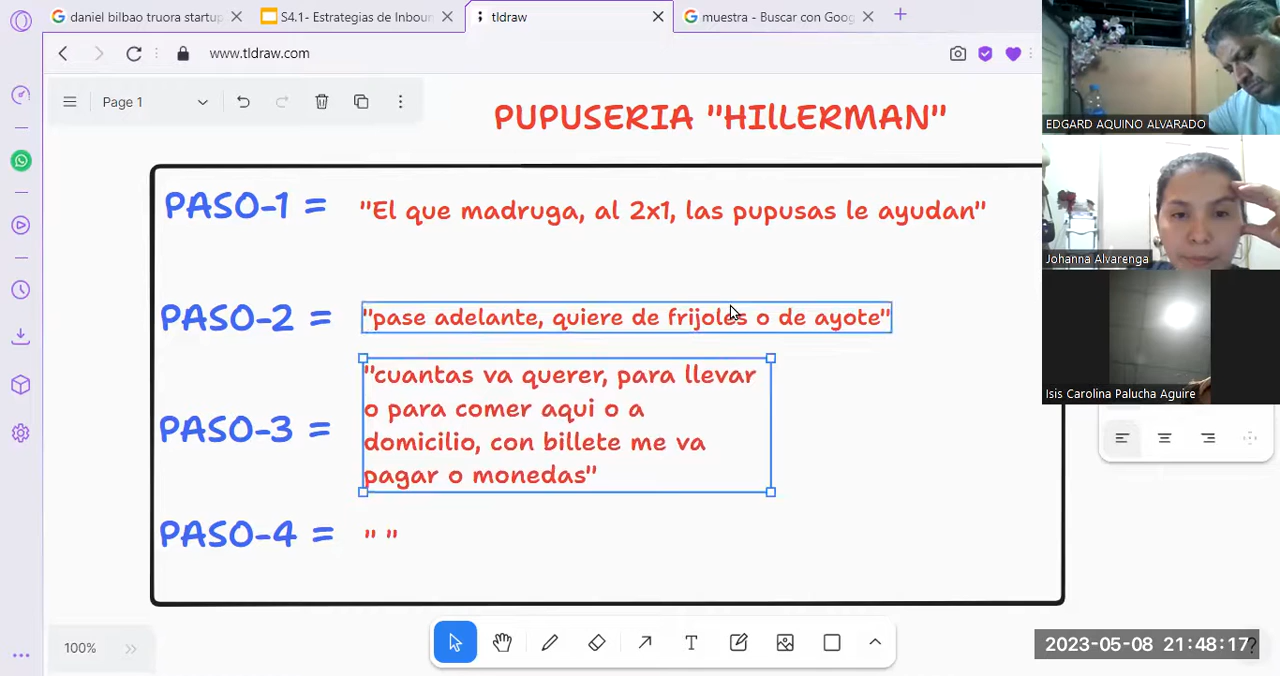 daniel bilbao truora startup
S4.1- Estrategias de Inboun
tldraw
muestra - Buscar con Goog
www.tldraw.com
Page 1
PUPUSERIA "HIlLERMAN"
EDGARD AQUINO ALVARADO
PASO-1 = "El que madruga, al 2x1, las pupusas le ayudan"
Johanna Alvarenga
PASO-2 = "pase adelante, quiere de frijoles o de ayote"
Isis Carolina Palucha Aguire
PASO-3 = "cuantas va querer, para llevar
o para comer aqui o a
domicilio, con billete me va
pagar o monedas"
PASO-4 = " "
100%
2023-05-08 21:48:17